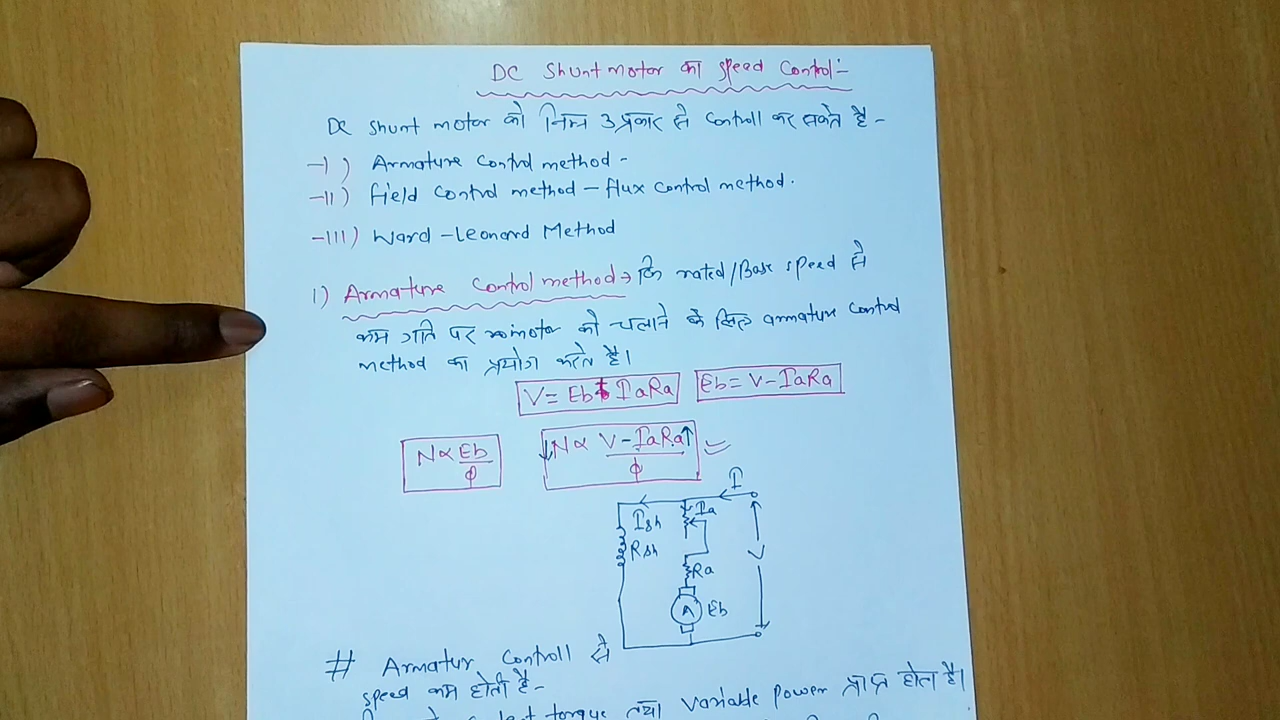 DC Shunt motor का speed Control:-
DC shunt motor को निम्न 3 प्रकार से Controll कर सकते है -
-I) Armature Control method -
-II) field Control method - flux Control method.
-III) Ward - Leonard Method
1) Armature Control method → कि rated/Base speed से
कम गति पर motor को चलाने के लिए armature Control
method का प्रयोग करते है।
V = Eb + IaRa Eb = V - IaRa
N ∝ Eb/ϕ ↓N ∝ V - IaRa↑/ϕ
I
Ish Ia
Rsh V
Ra
A Eb
# Armatur Controll से
speed कम होती है -
torque तथा Variable power प्राप्त होता है।